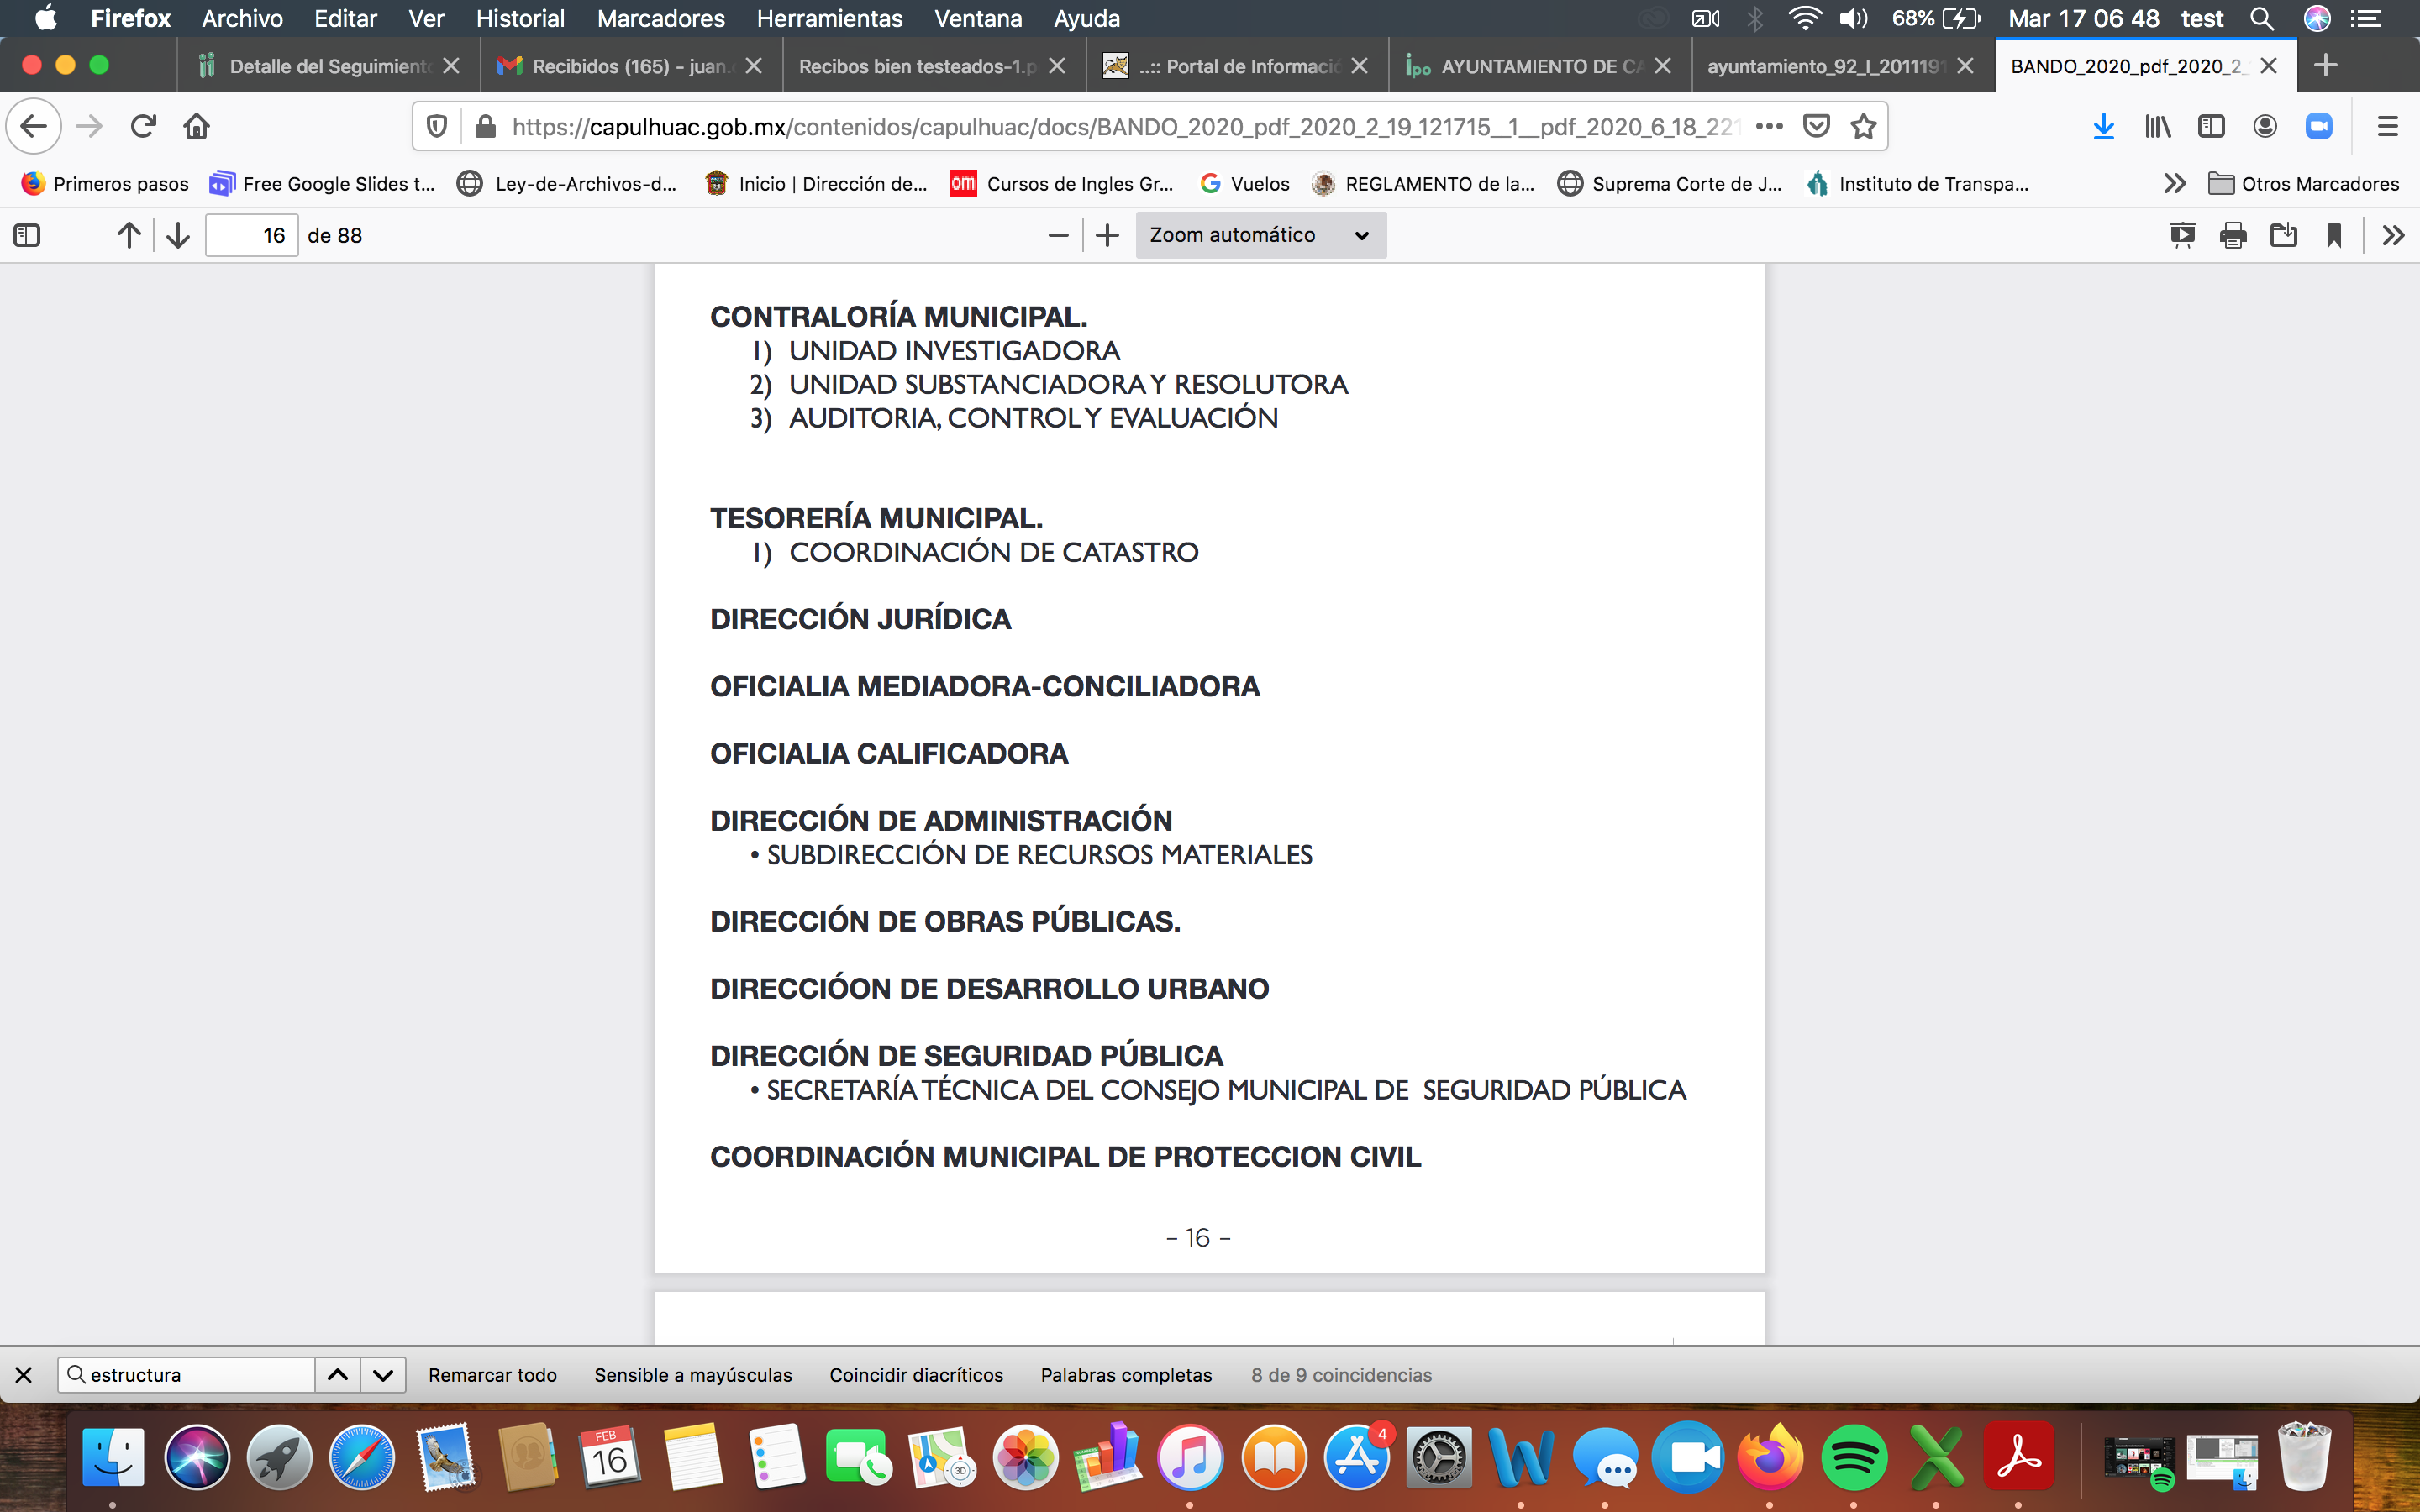 Firefox Archivo Editar Ver Historial Marcadores Herramientas Ventana Ayuda 68% Mar 17 06 48 test
Detalle del Seguimient Recibidos (165) - juan. Recibos bien testeados-1.p ..:: Portal de Informaci AYUNTAMIENTO DE CA ayuntamiento_92_I_2011191 BANDO_2020_pdf_2020_2_
https://capulhuac.gob.mx/contenidos/capulhuac/docs/BANDO_2020_pdf_2020_2_19_121715__1__pdf_2020_6_18_221
Primeros pasos Free Google Slides t... Ley-de-Archivos-d... Inicio | Dirección de... om Cursos de Ingles Gr... Vuelos REGLAMENTO de la... Suprema Corte de J... Instituto de Transpa... Otros Marcadores
16 de 88 Zoom automático
CONTRALORÍA MUNICIPAL.
1) UNIDAD INVESTIGADORA
2) UNIDAD SUBSTANCIADORA Y RESOLUTORA
3) AUDITORIA, CONTROL Y EVALUACIÓN
TESORERÍA MUNICIPAL.
1) COORDINACIÓN DE CATASTRO
DIRECCIÓN JURÍDICA
OFICIALIA MEDIADORA-CONCILIADORA
OFICIALIA CALIFICADORA
DIRECCIÓN DE ADMINISTRACIÓN
• SUBDIRECCIÓN DE RECURSOS MATERIALES
DIRECCIÓN DE OBRAS PÚBLICAS.
DIRECCIÓON DE DESARROLLO URBANO
DIRECCIÓN DE SEGURIDAD PÚBLICA
• SECRETARÍA TÉCNICA DEL CONSEJO MUNICIPAL DE SEGURIDAD PÚBLICA
COORDINACIÓN MUNICIPAL DE PROTECCION CIVIL
- 16 -
estructura Remarcar todo Sensible a mayúsculas Coincidir diacríticos Palabras completas 8 de 9 coincidencias
FEB 16 3D 4